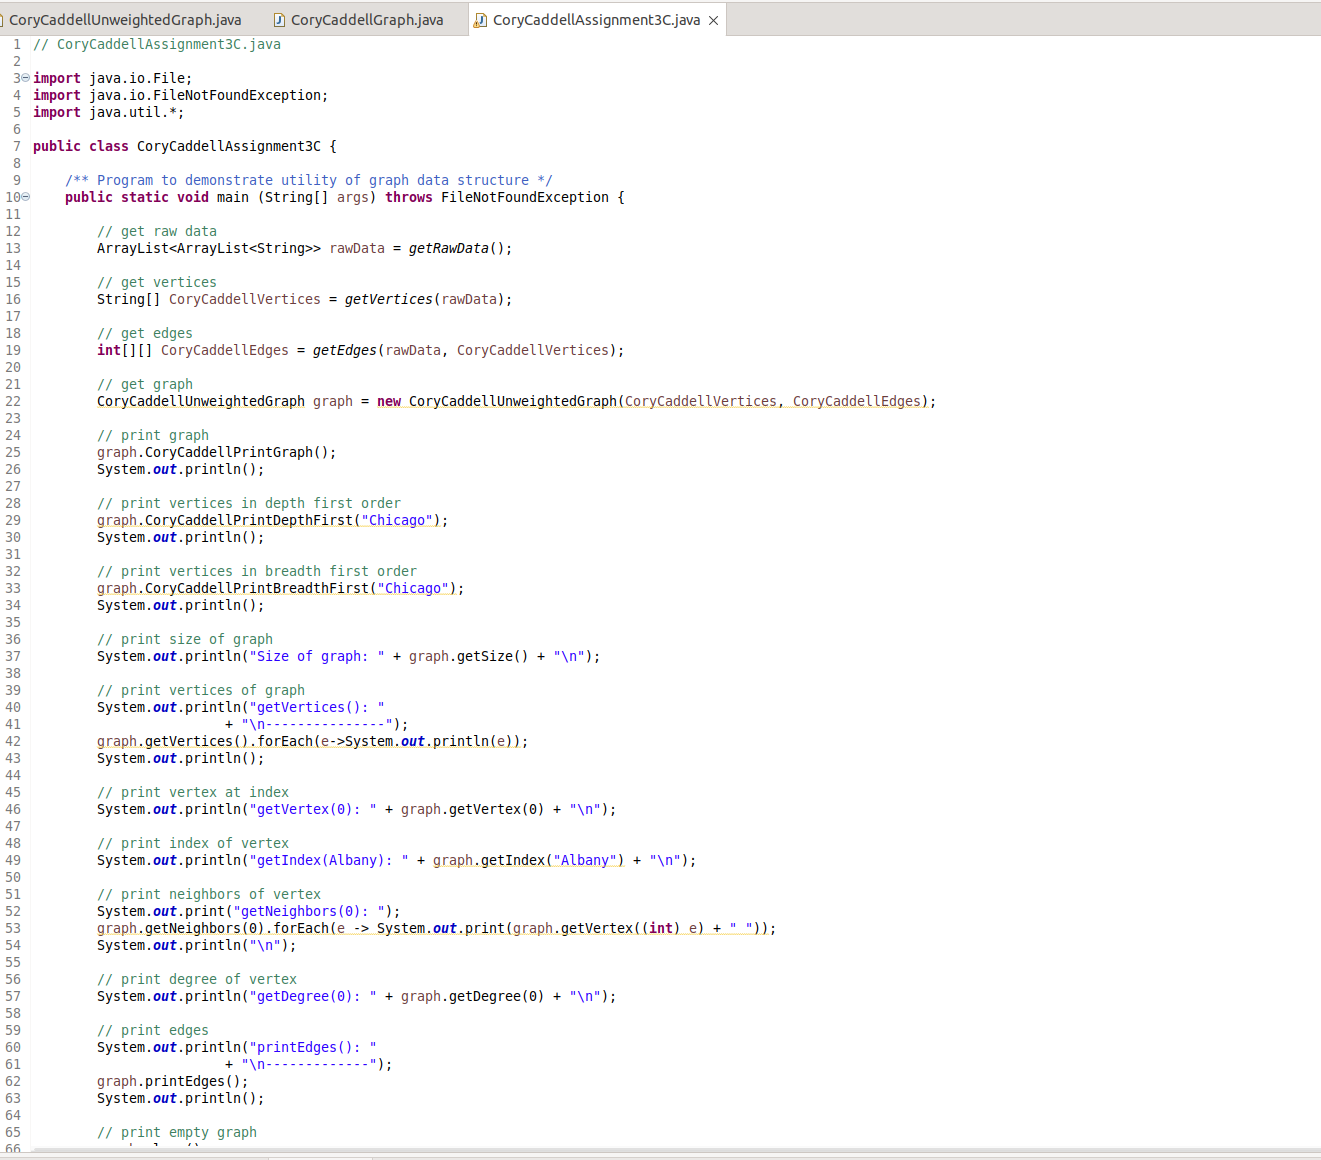 CoryCaddellUnweightedGraph.java CoryCaddellGraph.java CoryCaddellAssignment3C.java
1 // CoryCaddellAssignment3C.java
2
3 import java.io.File;
4 import java.io.FileNotFoundException;
5 import java.util.*;
6
7 public class CoryCaddellAssignment3C {
8
9     /** Program to demonstrate utility of graph data structure */
10     public static void main (String[] args) throws FileNotFoundException {
11
12         // get raw data
13         ArrayList<ArrayList<String>> rawData = getRawData();
14
15         // get vertices
16         String[] CoryCaddellVertices = getVertices(rawData);
17
18         // get edges
19         int[][] CoryCaddellEdges = getEdges(rawData, CoryCaddellVertices);
20
21         // get graph
22         CoryCaddellUnweightedGraph graph = new CoryCaddellUnweightedGraph(CoryCaddellVertices, CoryCaddellEdges);
23
24         // print graph
25         graph.CoryCaddellPrintGraph();
26         System.out.println();
27
28         // print vertices in depth first order
29         graph.CoryCaddellPrintDepthFirst("Chicago");
30         System.out.println();
31
32         // print vertices in breadth first order
33         graph.CoryCaddellPrintBreadthFirst("Chicago");
34         System.out.println();
35
36         // print size of graph
37         System.out.println("Size of graph: " + graph.getSize() + "\n");
38
39         // print vertices of graph
40         System.out.println("getVertices(): "
41                         + "\n---------------");
42         graph.getVertices().forEach(e->System.out.println(e));
43         System.out.println();
44
45         // print vertex at index
46         System.out.println("getVertex(0): " + graph.getVertex(0) + "\n");
47
48         // print index of vertex
49         System.out.println("getIndex(Albany): " + graph.getIndex("Albany") + "\n");
50
51         // print neighbors of vertex
52         System.out.print("getNeighbors(0): ");
53         graph.getNeighbors(0).forEach(e -> System.out.print(graph.getVertex((int) e) + " "));
54         System.out.println("\n");
55
56         // print degree of vertex
57         System.out.println("getDegree(0): " + graph.getDegree(0) + "\n");
58
59         // print edges
60         System.out.println("printEdges(): "
61                         + "\n-------------");
62         graph.printEdges();
63         System.out.println();
64
65         // print empty graph
66